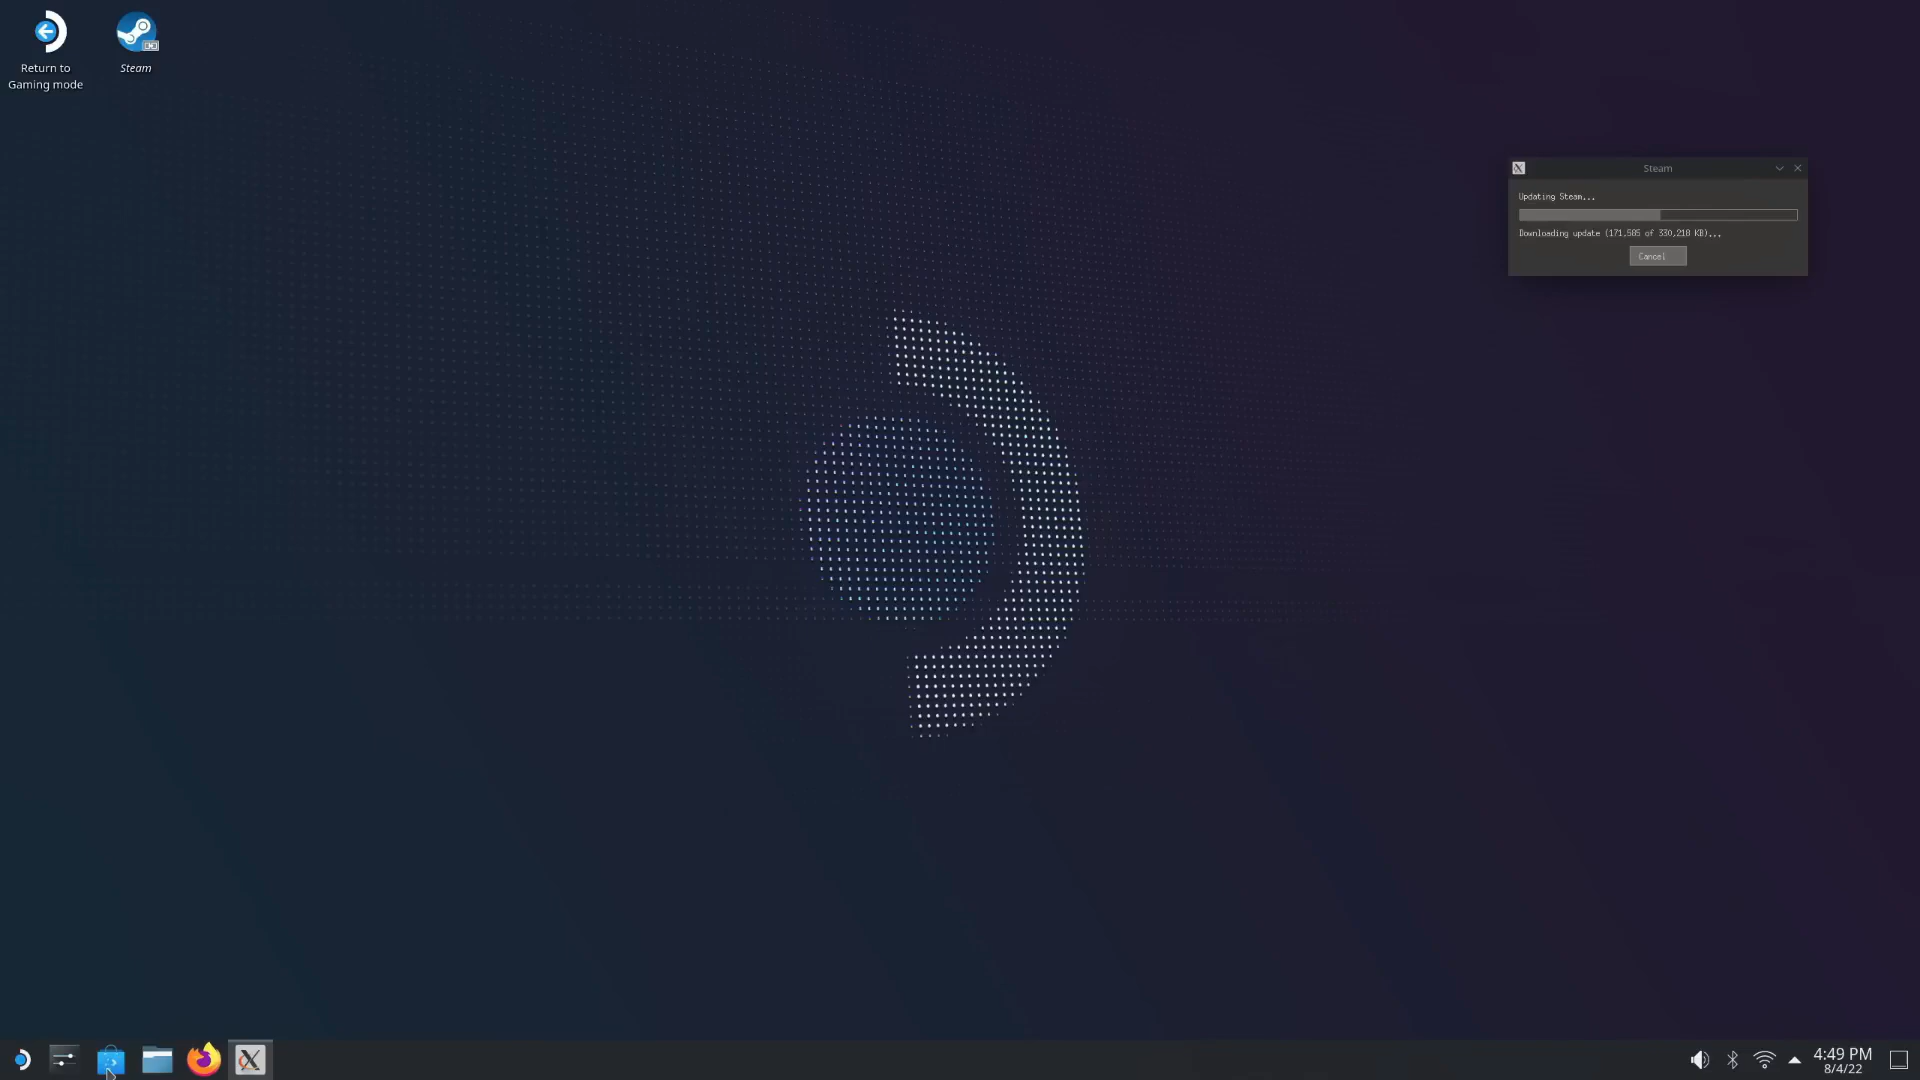 Return to
Gaming mode
Steam
Steam
Updating Steam...
Downloading update (171,505 of 330,218 KB)...
Cancel
4:49 PM
8/4/22